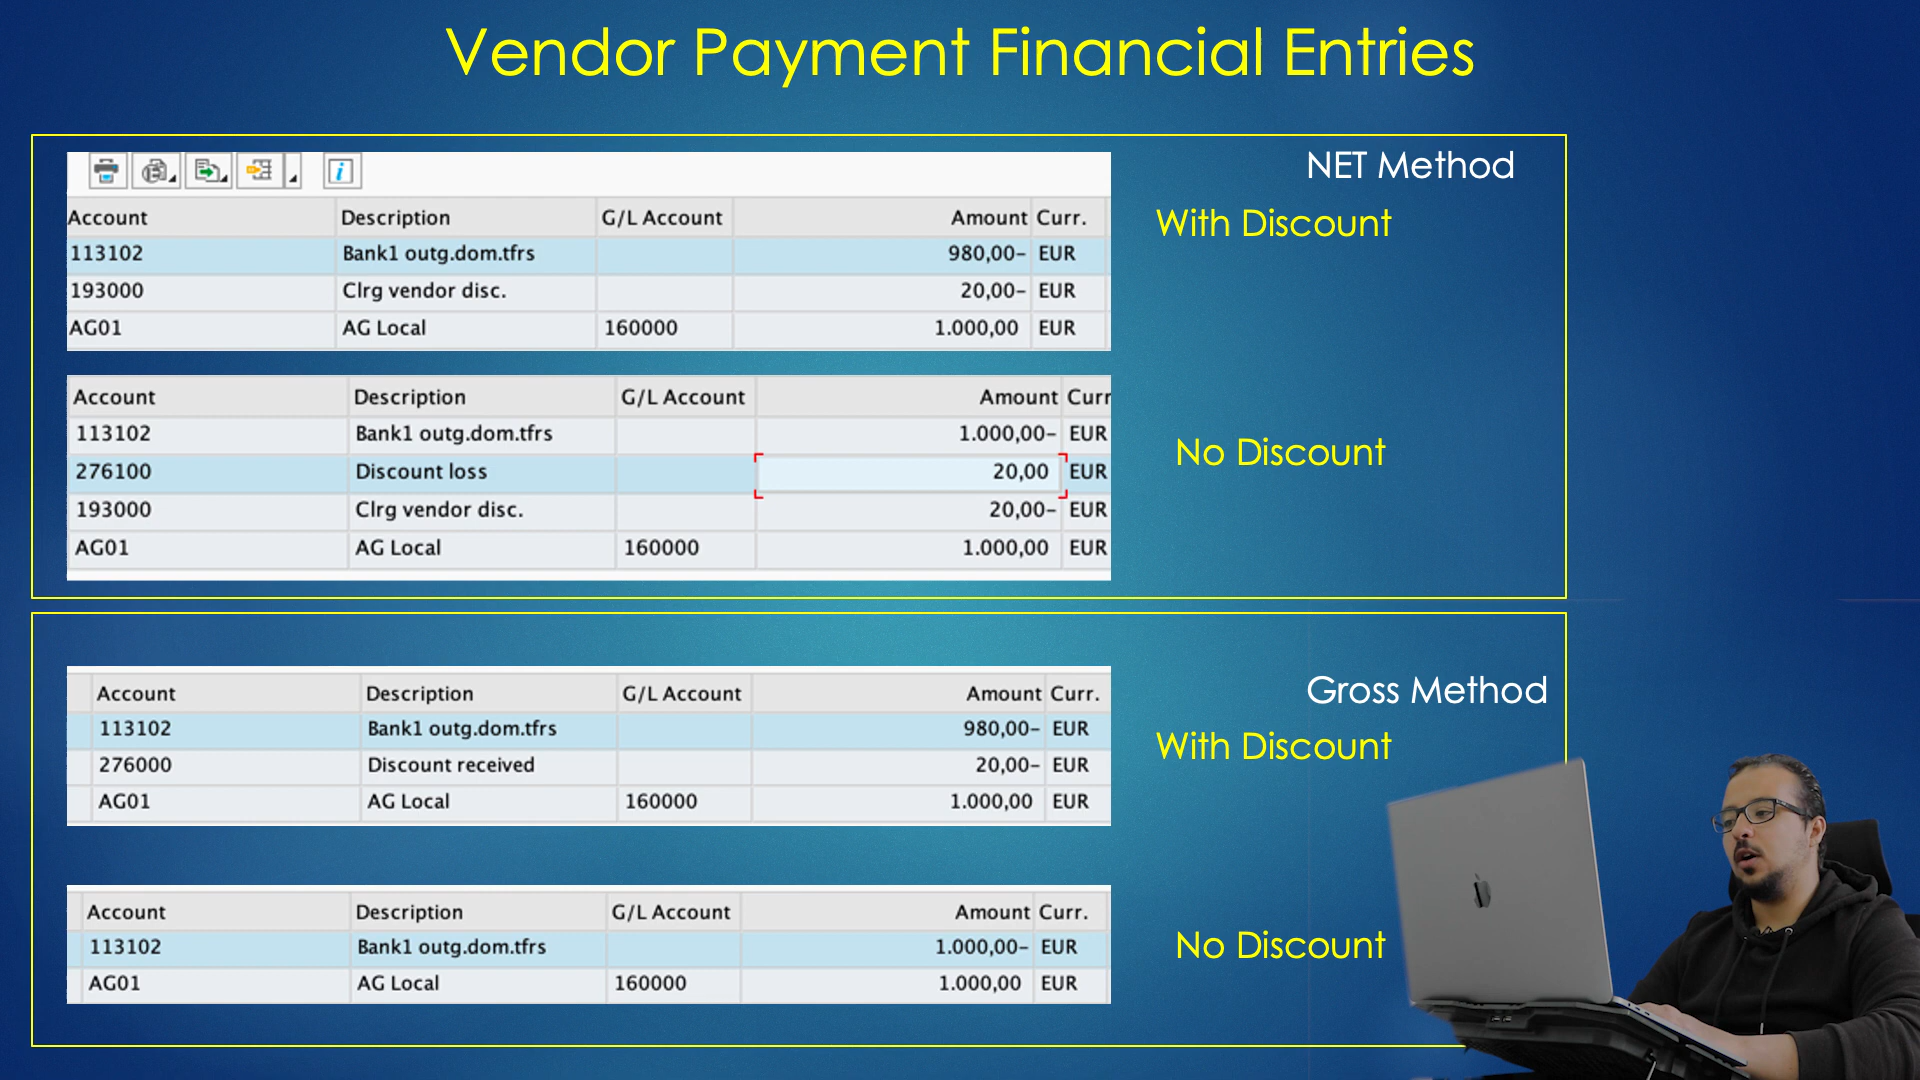 Vendor Payment Financial Entries
NET Method
With Discount
Account Description G/L Account Amount Curr.
113102 Bank1 outg.dom.tfrs 980,00- EUR
193000 Clrg vendor disc. 20,00- EUR
AG01 AG Local 160000 1.000,00 EUR
No Discount
Account Description G/L Account Amount Curr
113102 Bank1 outg.dom.tfrs 1.000,00- EUR
276100 Discount loss 20,00 EUR
193000 Clrg vendor disc. 20,00- EUR
AG01 AG Local 160000 1.000,00 EUR
Gross Method
With Discount
Account Description G/L Account Amount Curr.
113102 Bank1 outg.dom.tfrs 980,00- EUR
276000 Discount received 20,00- EUR
AG01 AG Local 160000 1.000,00 EUR
No Discount
Account Description G/L Account Amount Curr.
113102 Bank1 outg.dom.tfrs 1.000,00- EUR
AG01 AG Local 160000 1.000,00 EUR